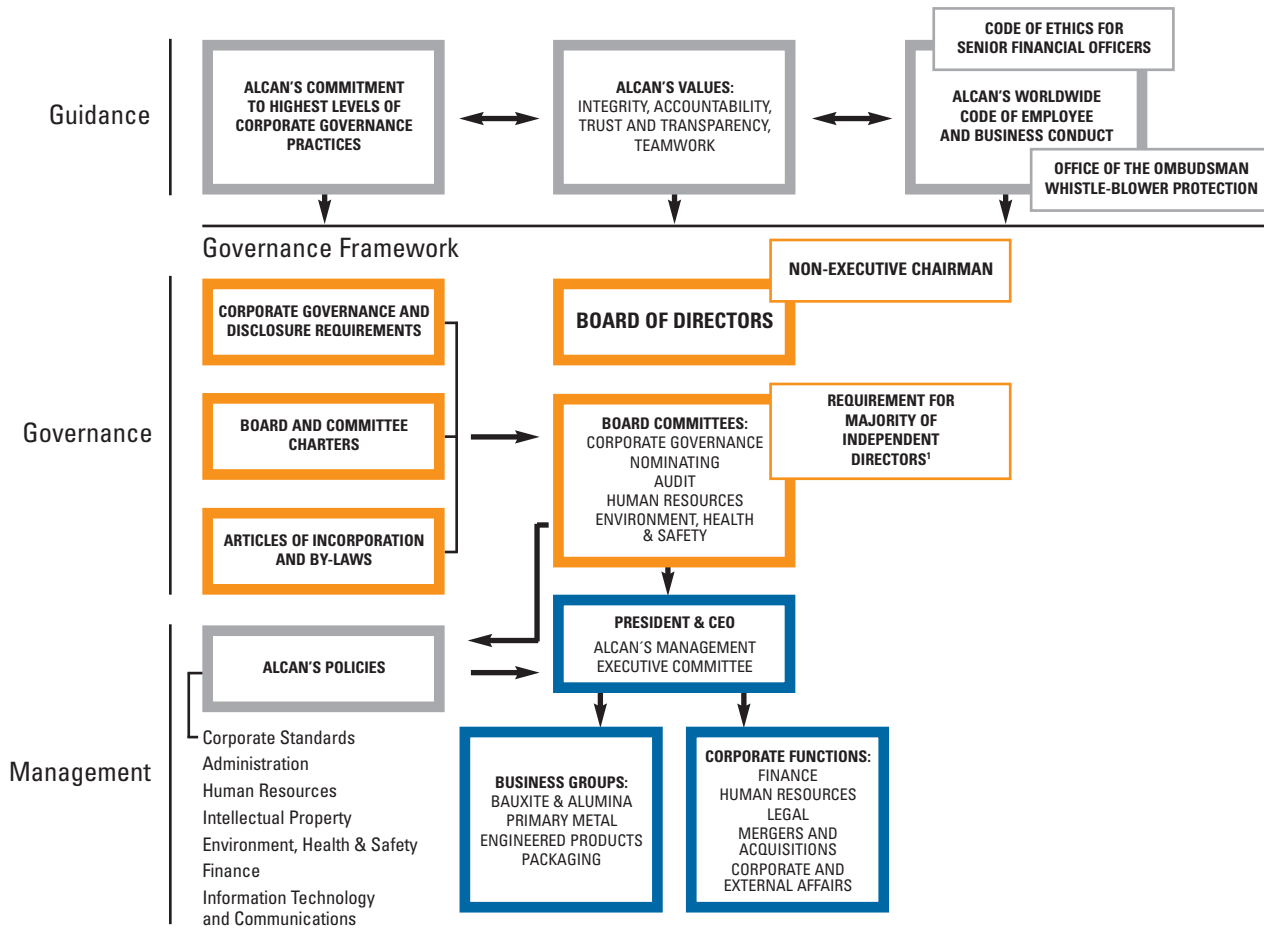 Guidance
ALCAN'S COMMITMENT
TO HIGHEST LEVELS OF
CORPORATE GOVERNANCE
PRACTICES
ALCAN'S VALUES:
INTEGRITY, ACCOUNTABILITY,
TRUST AND TRANSPARENCY,
TEAMWORK
CODE OF ETHICS FOR
SENIOR FINANCIAL OFFICERS
ALCAN'S WORLDWIDE
CODE OF EMPLOYEE
AND BUSINESS CONDUCT
OFFICE OF THE OMBUDSMAN
WHISTLE-BLOWER PROTECTION
Governance Framework
Governance
CORPORATE GOVERNANCE AND
DISCLOSURE REQUIREMENTS
BOARD AND COMMITTEE
CHARTERS
ARTICLES OF INCORPORATION
AND BY-LAWS
NON-EXECUTIVE CHAIRMAN
BOARD OF DIRECTORS
REQUIREMENT FOR
MAJORITY OF
INDEPENDENT
DIRECTORS¹
BOARD COMMITTEES:
CORPORATE GOVERNANCE
NOMINATING
AUDIT
HUMAN RESOURCES
ENVIRONMENT, HEALTH
& SAFETY
Management
ALCAN'S POLICIES
Corporate Standards
Administration
Human Resources
Intellectual Property
Environment, Health & Safety
Finance
Information Technology
and Communications
PRESIDENT & CEO
ALCAN´S MANAGEMENT
EXECUTIVE COMMITTEE
BUSINESS GROUPS:
BAUXITE & ALUMINA
PRIMARY METAL
ENGINEERED PRODUCTS
PACKAGING
CORPORATE FUNCTIONS:
FINANCE
HUMAN RESOURCES
LEGAL
MERGERS AND
ACQUISITIONS
CORPORATE AND
EXTERNAL AFFAIRS